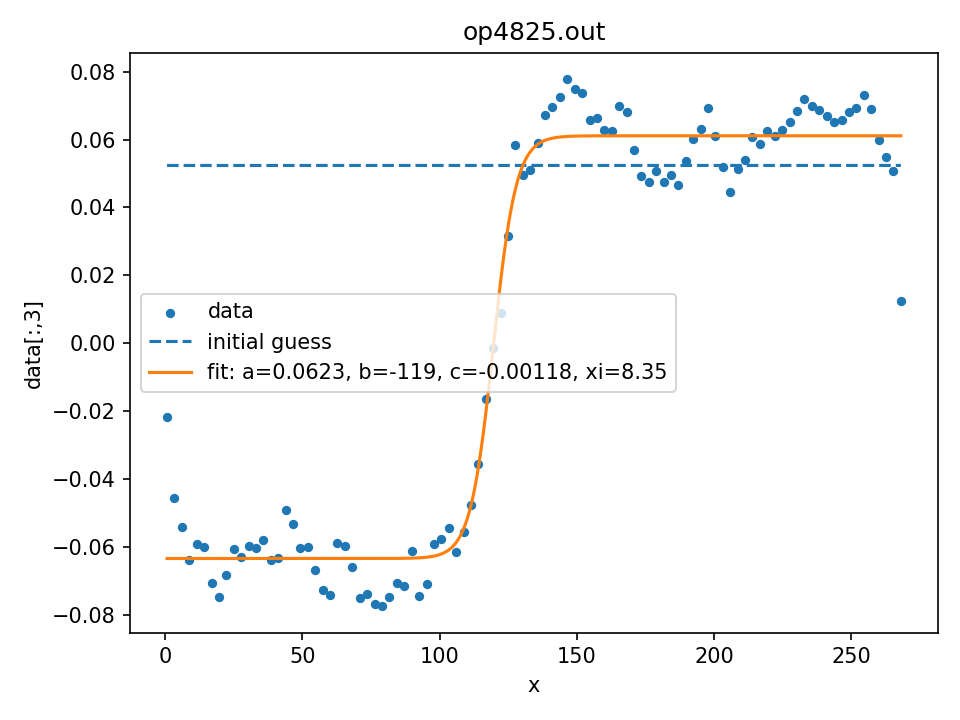 op4825.out
data[:,3]
0.08
0.06
0.04
0.02
0.00
−0.02
−0.04
−0.06
−0.08
data
initial guess
fit: a=0.0623, b=-119, c=-0.00118, xi=8.35
0 50 100 150 200 250
x